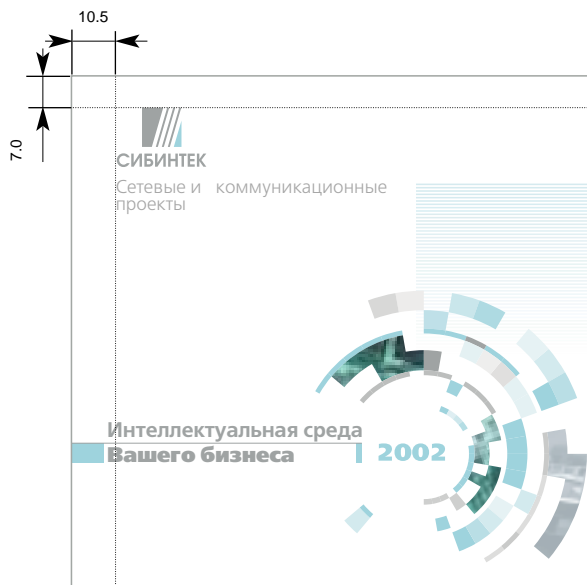 10.5
7.0
СИБИНТЕК
Сетевые и коммуникационные
проекты
Интеллектуальная среда
Вашего бизнеса
2002